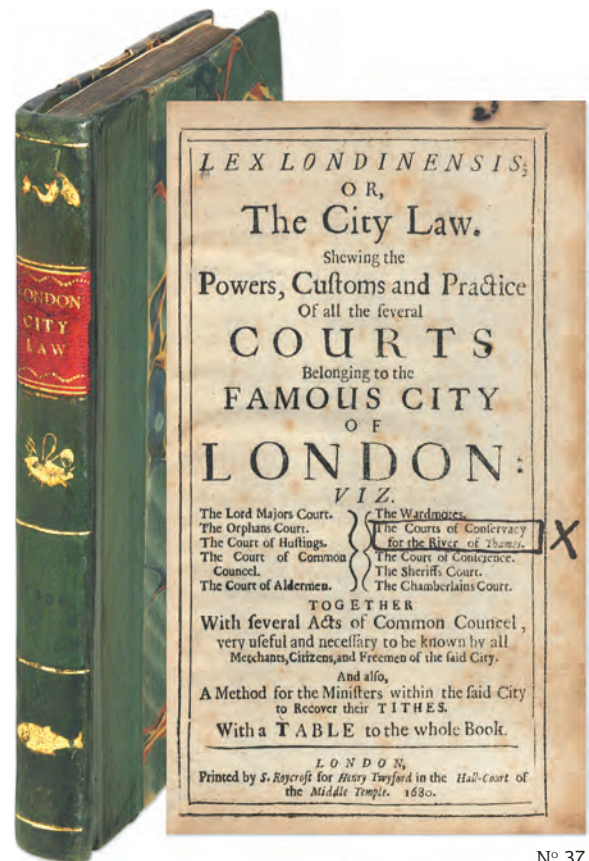 LONDON
CITY
LAW
LEX LONDINENSIS;
OR,
The City Law.
Shewing the
Powers, Cuſtoms and Practice
Of all the ſeveral
COURTS
Belonging to the
FAMOUS CITY
OF
LONDON:
VIZ.
The Lord Majors Court.
The Orphans Court.
The Court of Huſtings.
The Court of Common
Councel.
The Court of Aldermen.
The Wardmotes.
The Courts of Conſervacy
for the River of Thames.
The Court of Conſcience.
The Sheriffs Court.
The Chamberlains Court.
X
TOGETHER
With ſeveral Acts of Common Councel,
very uſeful and neceſſary to be known by all
Merchants, Citizens, and Freemen of the ſaid City.
And alſo,
A Method for the Miniſters within the ſaid City
to Recover their TITHES.
With a TABLE to the whole Book.
LONDON,
Printed by S. Roycroft for Henry Twyford in the Hall-Court of
the Middle Temple. 1680.
Nº 37